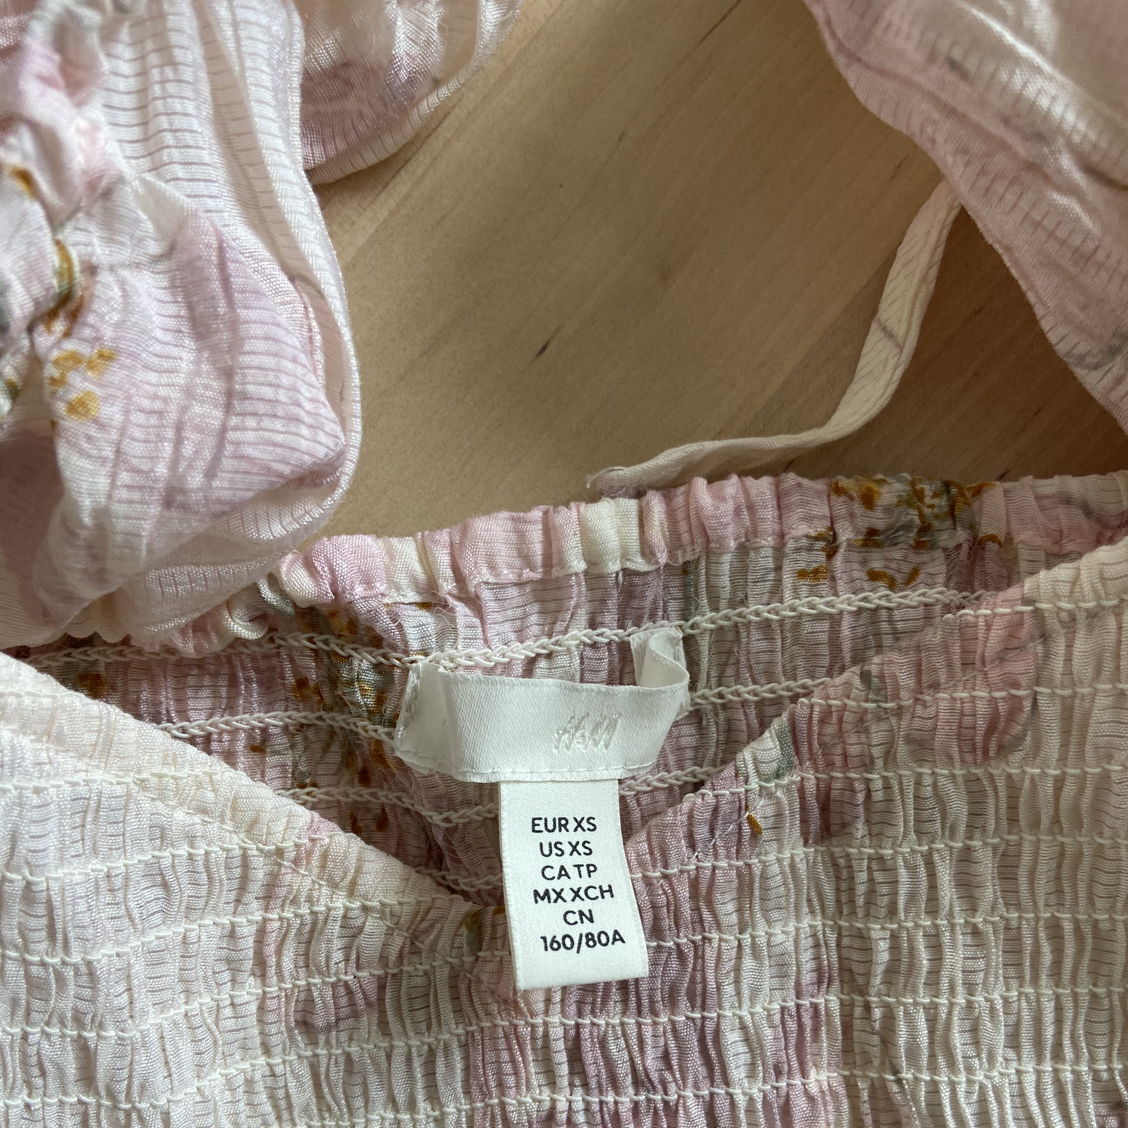 H&M
EUR XS
US XS
CA TP
MX XCH
CN
160/80A